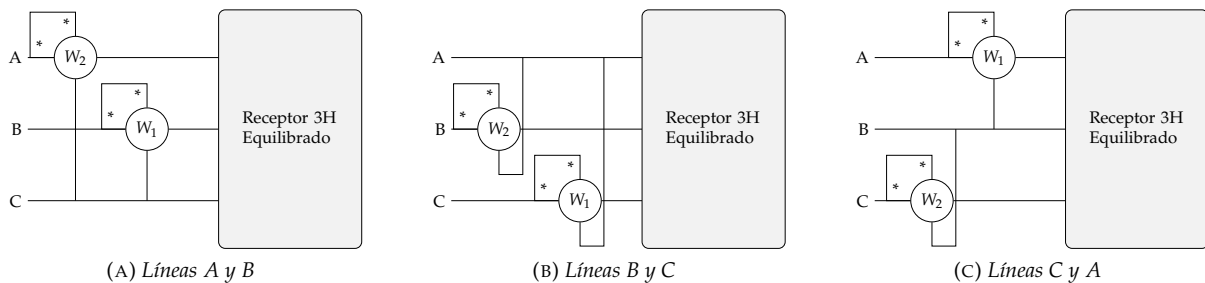 A
B
C
*
*
W2
*
*
W1
Receptor 3H
Equilibrado
(A) Líneas A y B
A
B
C
*
*
W2
*
*
W1
Receptor 3H
Equilibrado
(B) Líneas B y C
A
B
C
*
*
W1
*
*
W2
Receptor 3H
Equilibrado
(C) Líneas C y A